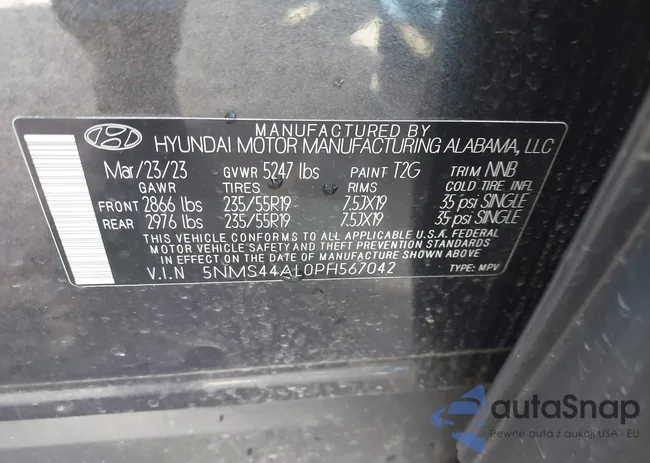 MANUFACTURED BY
HYUNDAI MOTOR MANUFACTURING ALABAMA, LLC
Mar/23/23 GVWR 5247 lbs PAINT T2G TRIM NNB
GAWR TIRES RIMS COLD TIRE INFL
FRONT 2866 lbs 235/55R19 7.5JX19 35 psi SINGLE
REAR 2976 lbs 235/55R19 7.5JX19 35 psi SINGLE
THIS VEHICLE CONFORMS TO ALL APPLICABLE U.S.A. FEDERAL
MOTOR VEHICLE SAFETY AND THEFT PREVENTION STANDARDS
IN EFFECT ON THE DATE OF MANUFACTURE SHOWN ABOVE.
V.I.N 5NMS44AL0PH567042 TYPE: MPV
autaSnap
Pewne auta z aukcji USA i EU